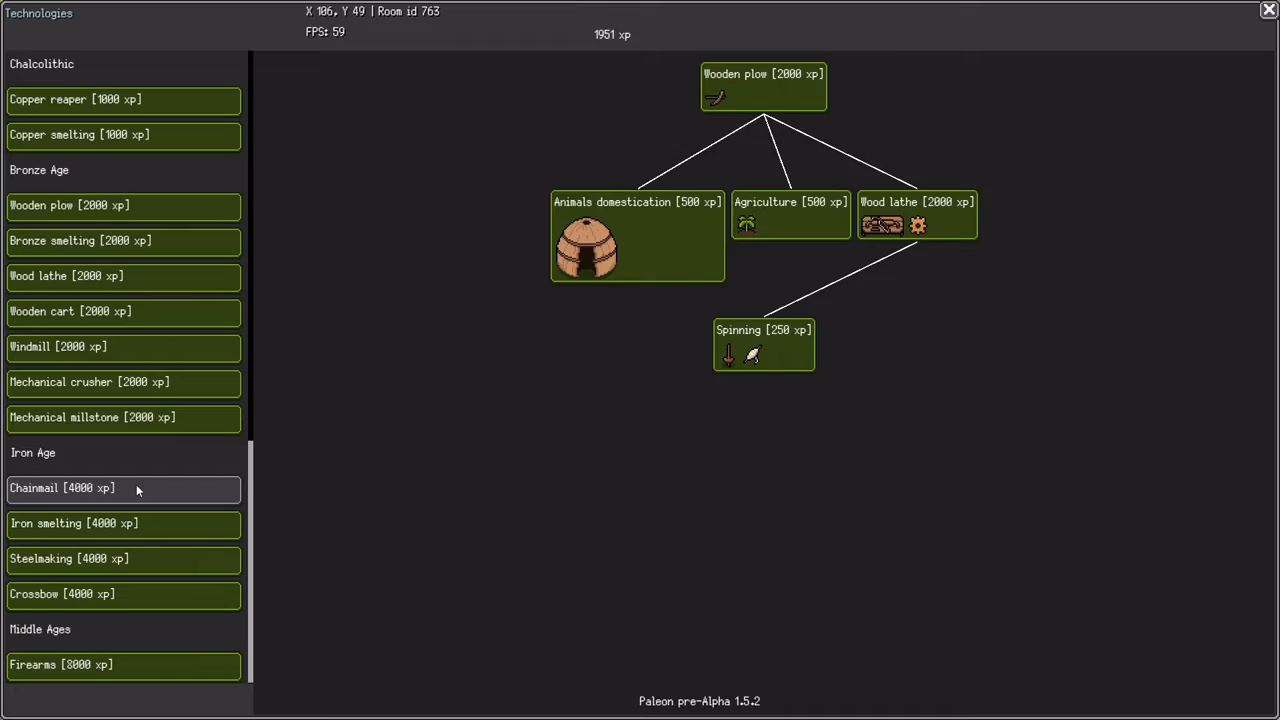 Technologies
X 106, Y 49 | Room id 763
FPS: 59
1951 xp
Chalcolithic
Copper reaper [1000 xp]
Copper smelting [1000 xp]
Bronze Age
Wooden plow [2000 xp]
Bronze smelting [2000 xp]
Wood lathe [2000 xp]
Wooden cart [2000 xp]
Windmill [2000 xp]
Mechanical crusher [2000 xp]
Mechanical millstone [2000 xp]
Iron Age
Chainmail [4000 xp]
Iron smelting [4000 xp]
Steelmaking [4000 xp]
Crossbow [4000 xp]
Middle Ages
Firearms [8000 xp]
Wooden plow [2000 xp]
Animals domestication [500 xp]
Agriculture [500 xp]
Wood lathe [2000 xp]
Spinning [250 xp]
Paleon pre-Alpha 1.5.2